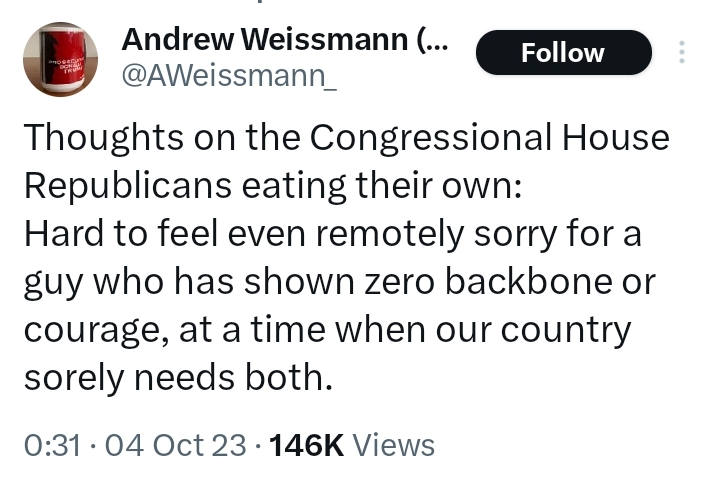 Andrew Weissmann (...
Follow
@AWeissmann_
Thoughts on the Congressional House
Republicans eating their own:
Hard to feel even remotely sorry for a
guy who has shown zero backbone or
courage, at a time when our country
sorely needs both.
0:31 · 04 Oct 23 · 146K Views